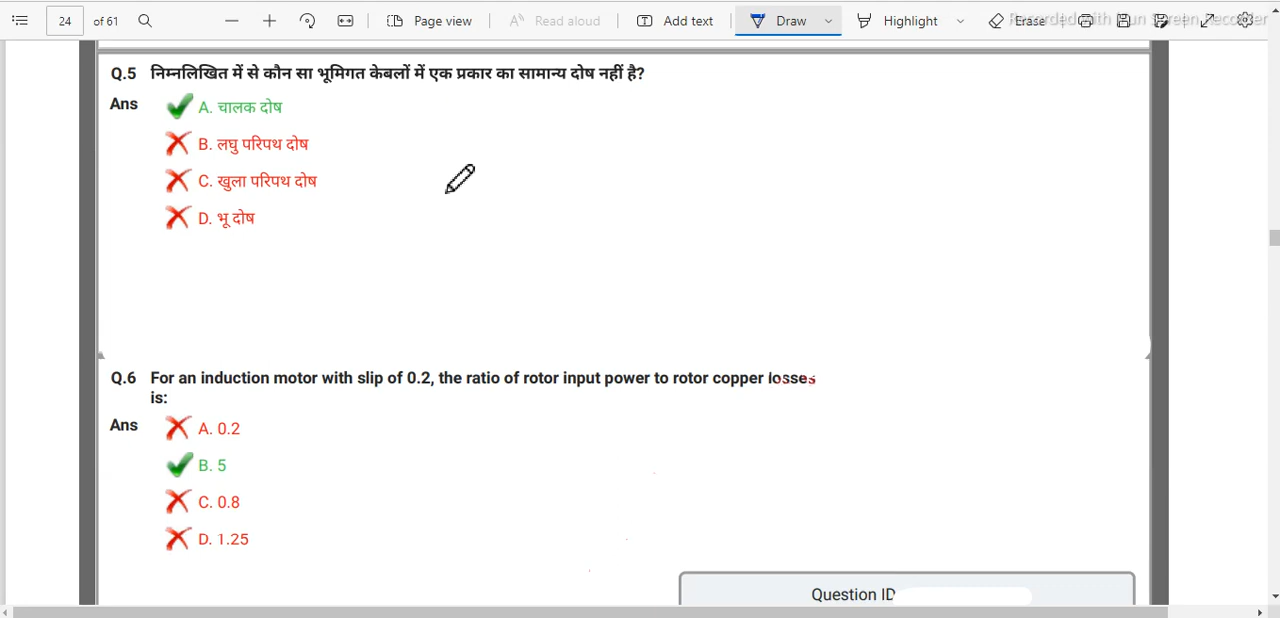 24 of 61 Page view Read aloud Add text Draw Highlight Erase
Q.5 निम्नलिखित में से कौन सा भूमिगत केबलों में एक प्रकार का सामान्य दोष नहीं है?
Ans A. चालक दोष
B. लघु परिपथ दोष
C. खुला परिपथ दोष
D. भू दोष
Q.6 For an induction motor with slip of 0.2, the ratio of rotor input power to rotor copper losses
is:
Ans A. 0.2
B. 5
C. 0.8
D. 1.25
Question ID